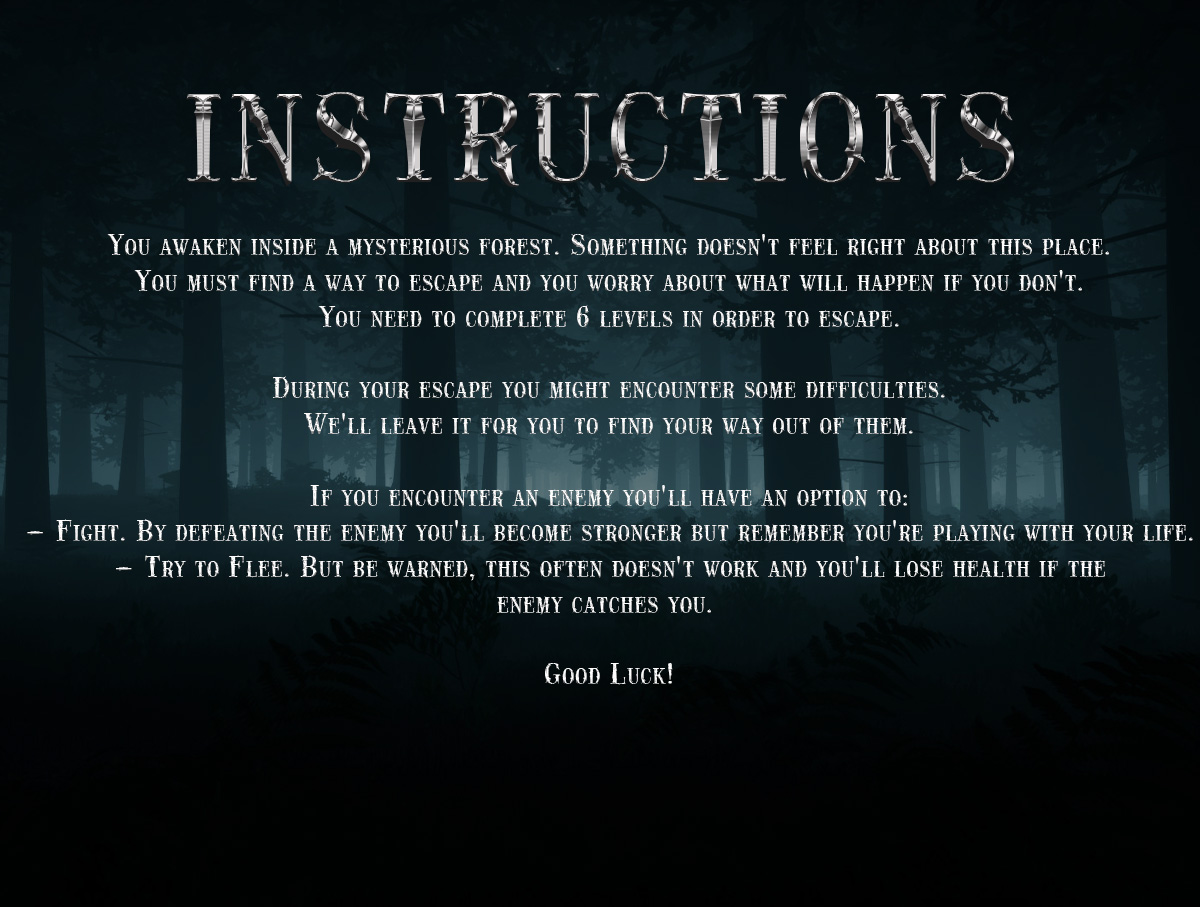 INSTRUCTIONS
You awaken inside a mysterious forest. Something doesn't feel right about this place.
You must find a way to escape and you worry about what will happen if you don't.
You need to complete 6 levels in order to escape.
During your escape you might encounter some difficulties.
We'll leave it for you to find your way out of them.
If you encounter an enemy you'll have an option to:
– Fight. By defeating the enemy you'll become stronger but remember you're playing with your life.
– Try to Flee. But be warned, this often doesn't work and you'll lose health if the
enemy catches you.
Good Luck!